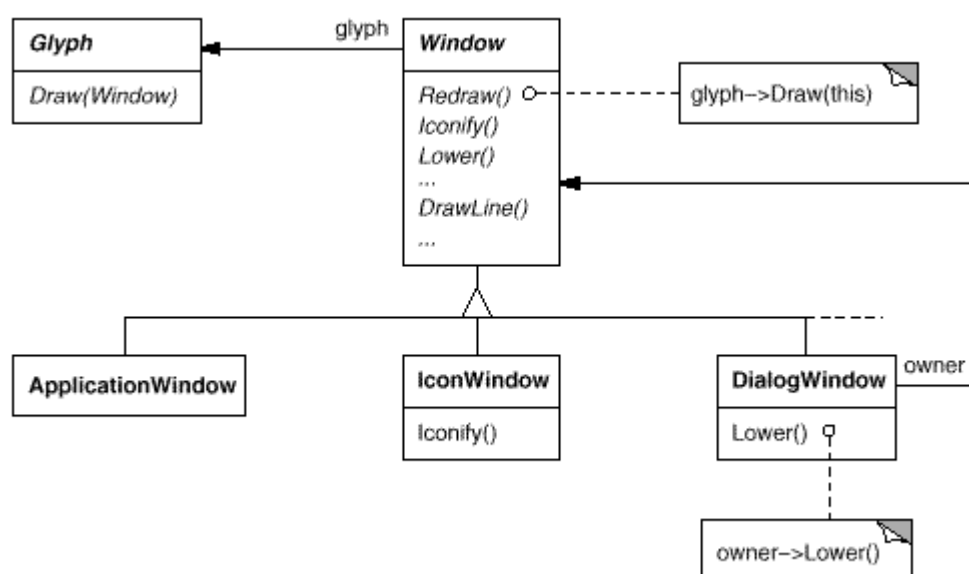 glyph
Glyph
Draw(Window)
Window
Redraw()
Iconify()
Lower()
...
DrawLine()
...
glyph–>Draw(this)
ApplicationWindow
IconWindow
Iconify()
DialogWindow
Lower()
owner
owner–>Lower()